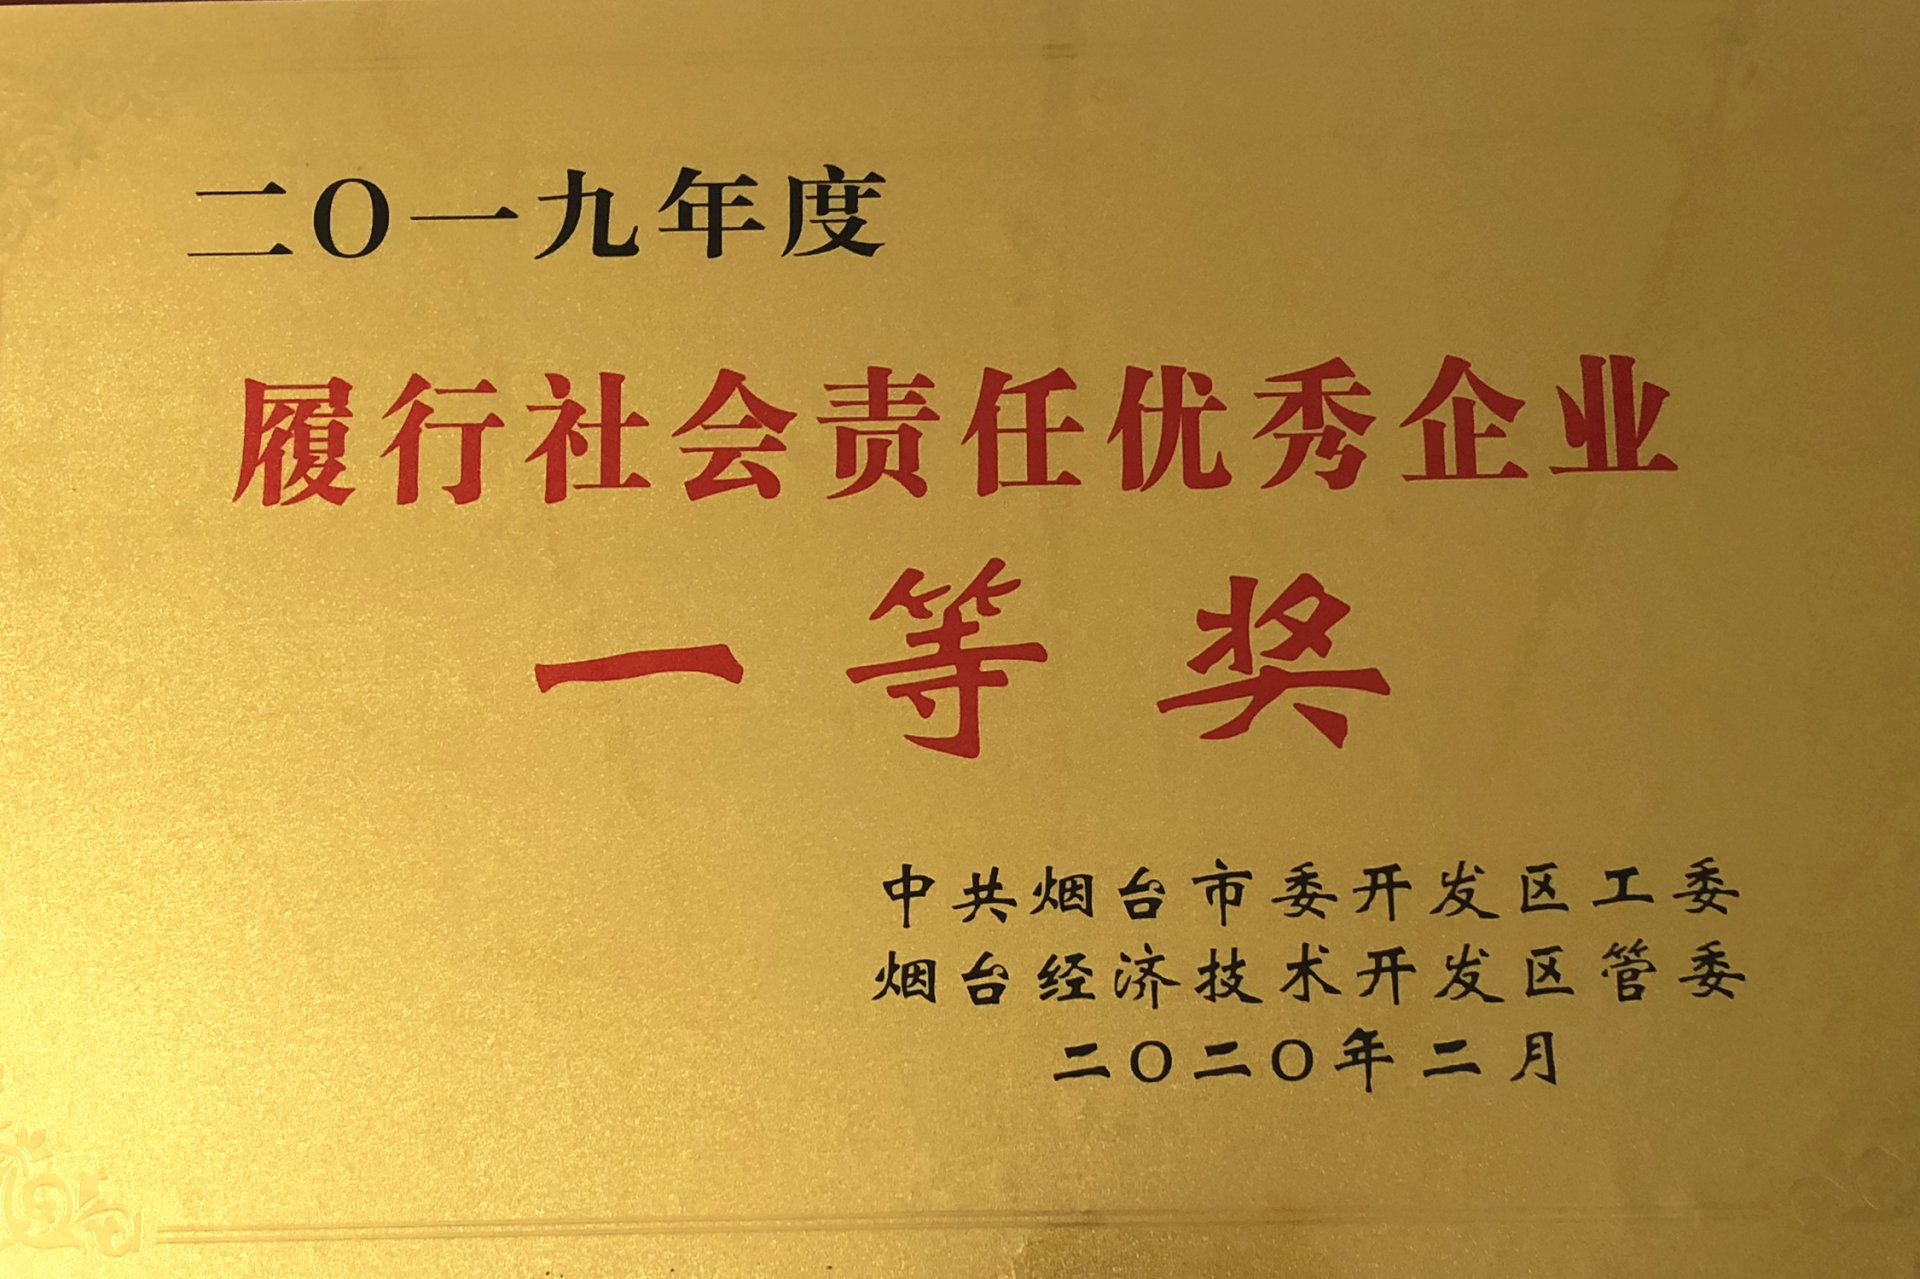 二〇一九年度
履行社会责任优秀企业
一等奖
中共烟台市委开发区工委
烟台经济技术开发区管委
二〇二〇年二月